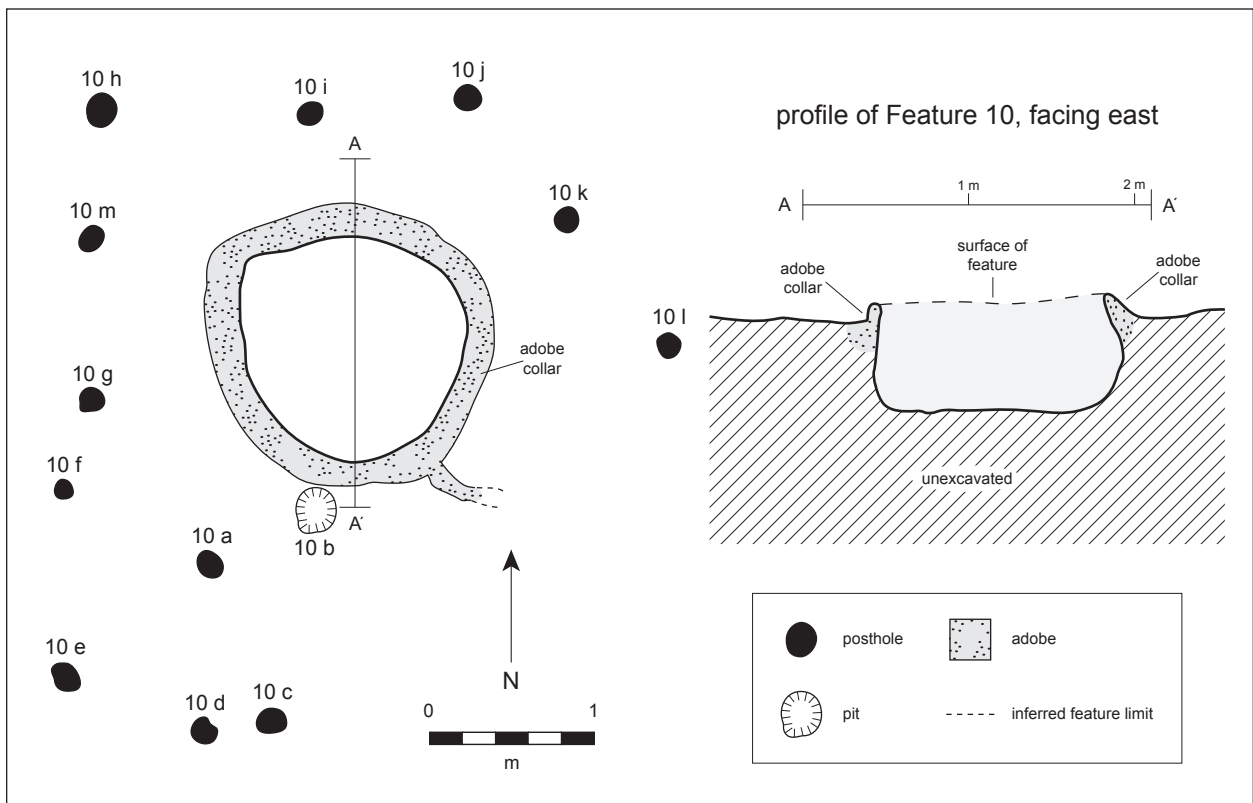 10 h
10 i
10 j
A
10 m
10 k
10 g
adobe
collar
10 l
10 f
A´
10 b
10 a
10 e
10 d
10 c
N
0
1
m
profile of Feature 10, facing east
1 m
2 m
A
A´
surface of
feature
adobe
collar
adobe
collar
unexcavated
posthole
adobe
pit
inferred feature limit